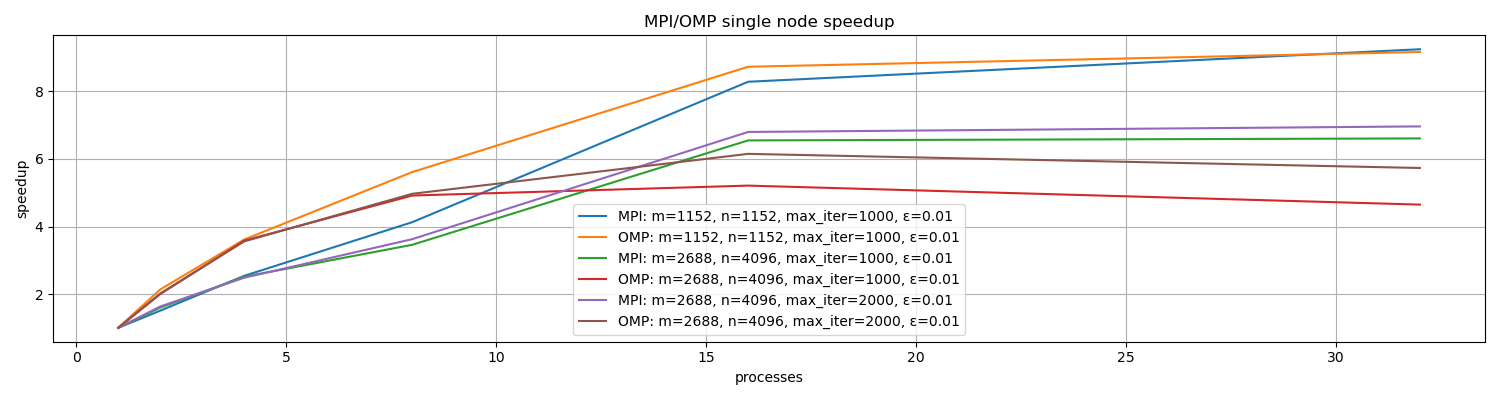 MPI/OMP single node speedup
speedup
8
6
4
2
MPI: m=1152, n=1152, max_iter=1000, ε=0.01
OMP: m=1152, n=1152, max_iter=1000, ε=0.01
MPI: m=2688, n=4096, max_iter=1000, ε=0.01
OMP: m=2688, n=4096, max_iter=1000, ε=0.01
MPI: m=2688, n=4096, max_iter=2000, ε=0.01
OMP: m=2688, n=4096, max_iter=2000, ε=0.01
0 5 10 15 20 25 30
processes